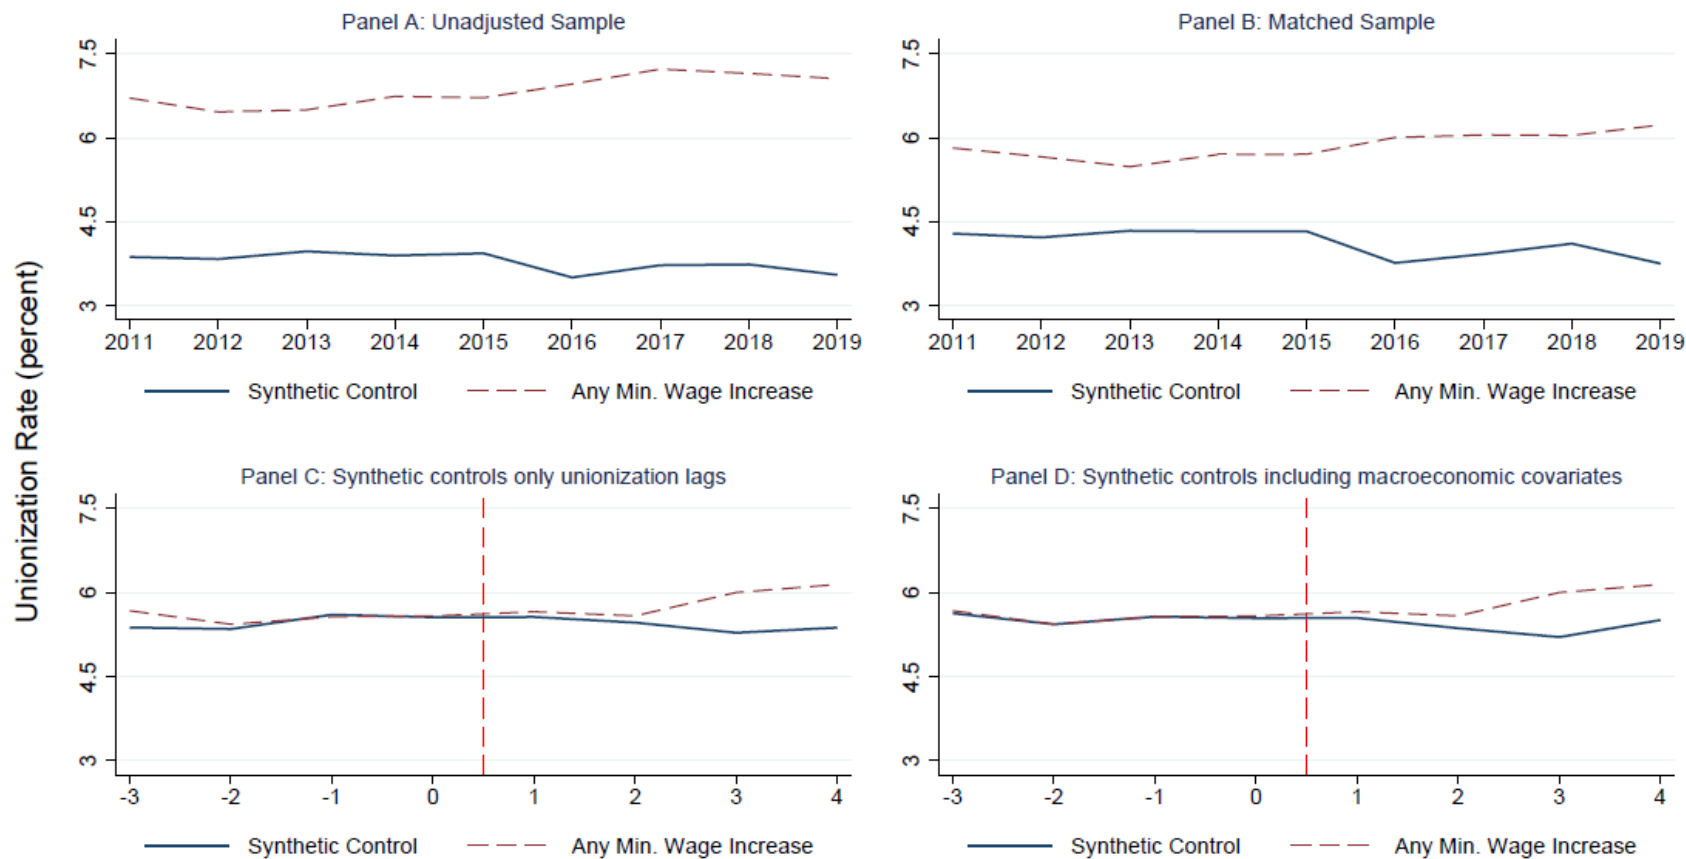 Unionization Rate (percent)
Panel A: Unadjusted Sample
7.5
6
4.5
3
2011 2012 2013 2014 2015 2016 2017 2018 2019
Synthetic Control Any Min. Wage Increase
Panel B: Matched Sample
7.5
6
4.5
3
2011 2012 2013 2014 2015 2016 2017 2018 2019
Synthetic Control Any Min. Wage Increase
Panel C: Synthetic controls only unionization lags
7.5
6
4.5
3
-3 -2 -1 0 1 2 3 4
Synthetic Control Any Min. Wage Increase
Panel D: Synthetic controls including macroeconomic covariates
7.5
6
4.5
3
-3 -2 -1 0 1 2 3 4
Synthetic Control Any Min. Wage Increase